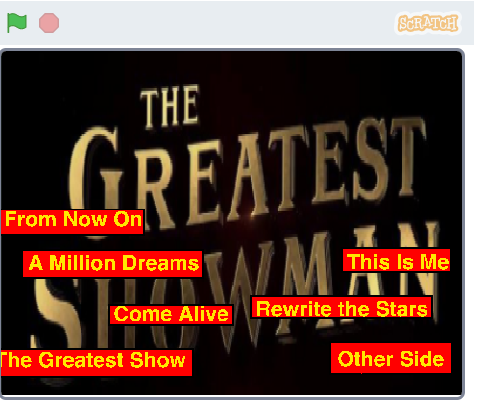 SCRATCH
THE
GREATEST
SHOWMAN
From Now On
A Million Dreams
This Is Me
Come Alive
Rewrite the Stars
The Greatest Show
Other Side